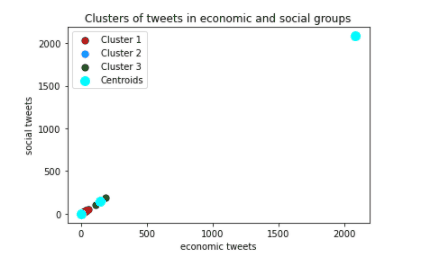 Clusters of tweets in economic and social groups
Cluster 1
Cluster 2
Cluster 3
Centroids
social tweets
2000
1500
1000
500
0
0
500
1000
1500
2000
economic tweets